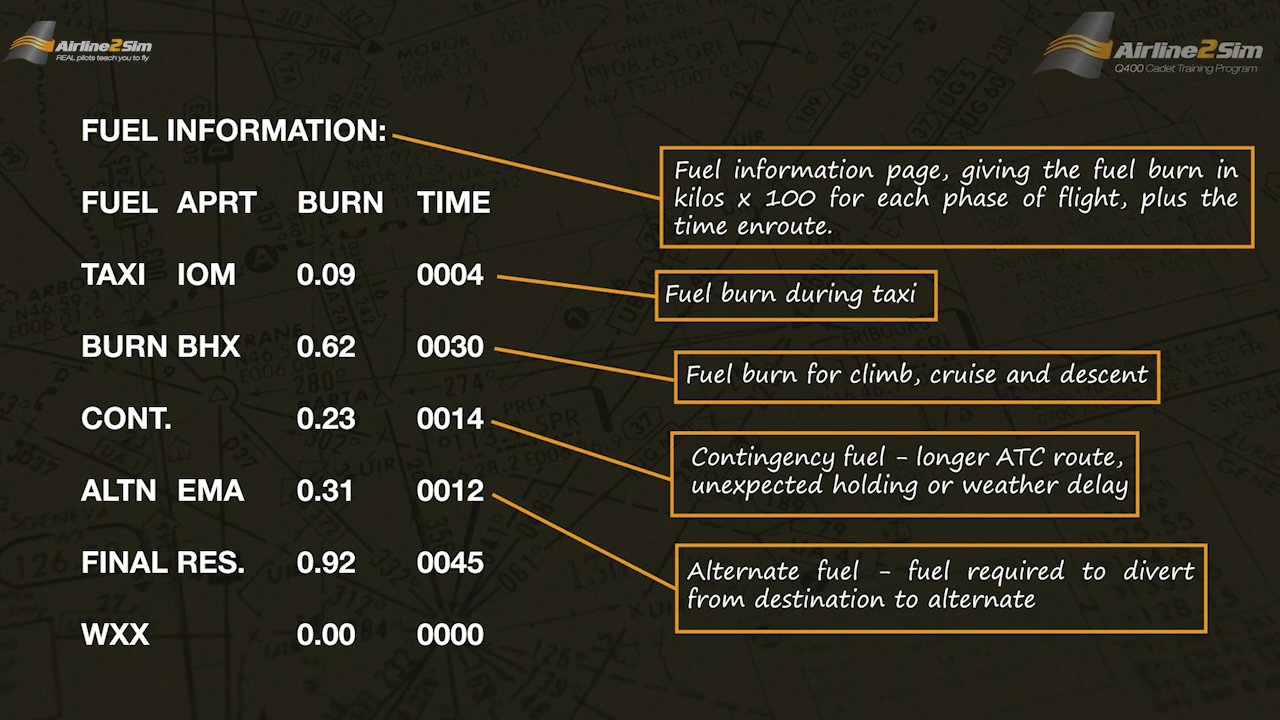 Airline2Sim
REAL pilots teach you to fly
Airline2Sim
Q400 Cadet Training Program
FUEL INFORMATION:
Fuel information page, giving the fuel burn in
kilos x 100 for each phase of flight, plus the
time enroute.
FUEL APRT BURN TIME
TAXI IOM 0.09 0004
Fuel burn during taxi
BURN BHX 0.62 0030
Fuel burn for climb, cruise and descent
CONT. 0.23 0014
Contingency fuel - longer ATC route,
unexpected holding or weather delay
ALTN EMA 0.31 0012
Alternate fuel - fuel required to divert
from destination to alternate
FINAL RES. 0.92 0045
WXX 0.00 0000